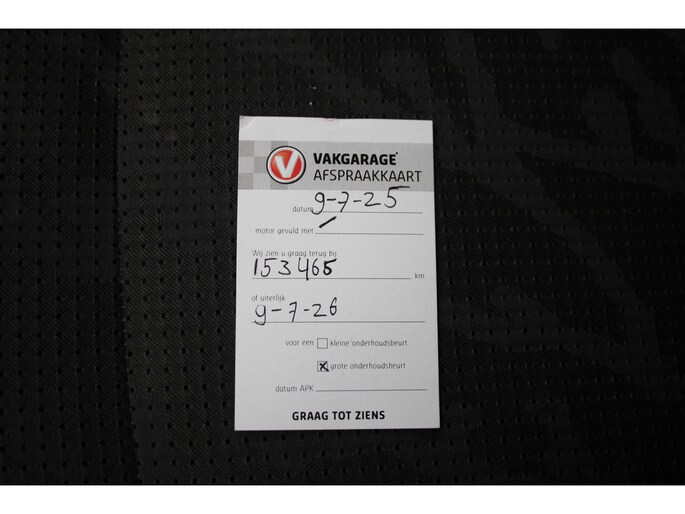 V VAKGARAGE®
AFSPRAAKKAART
datum 9-7-25
motor gevuld met /
Wij zien u graag terug bij
153465 km
of uiterlijk
9-7-26
voor een ☐ kleine onderhoudsbeurt
☒ grote onderhoudsbeurt
datum APK
GRAAG TOT ZIENS